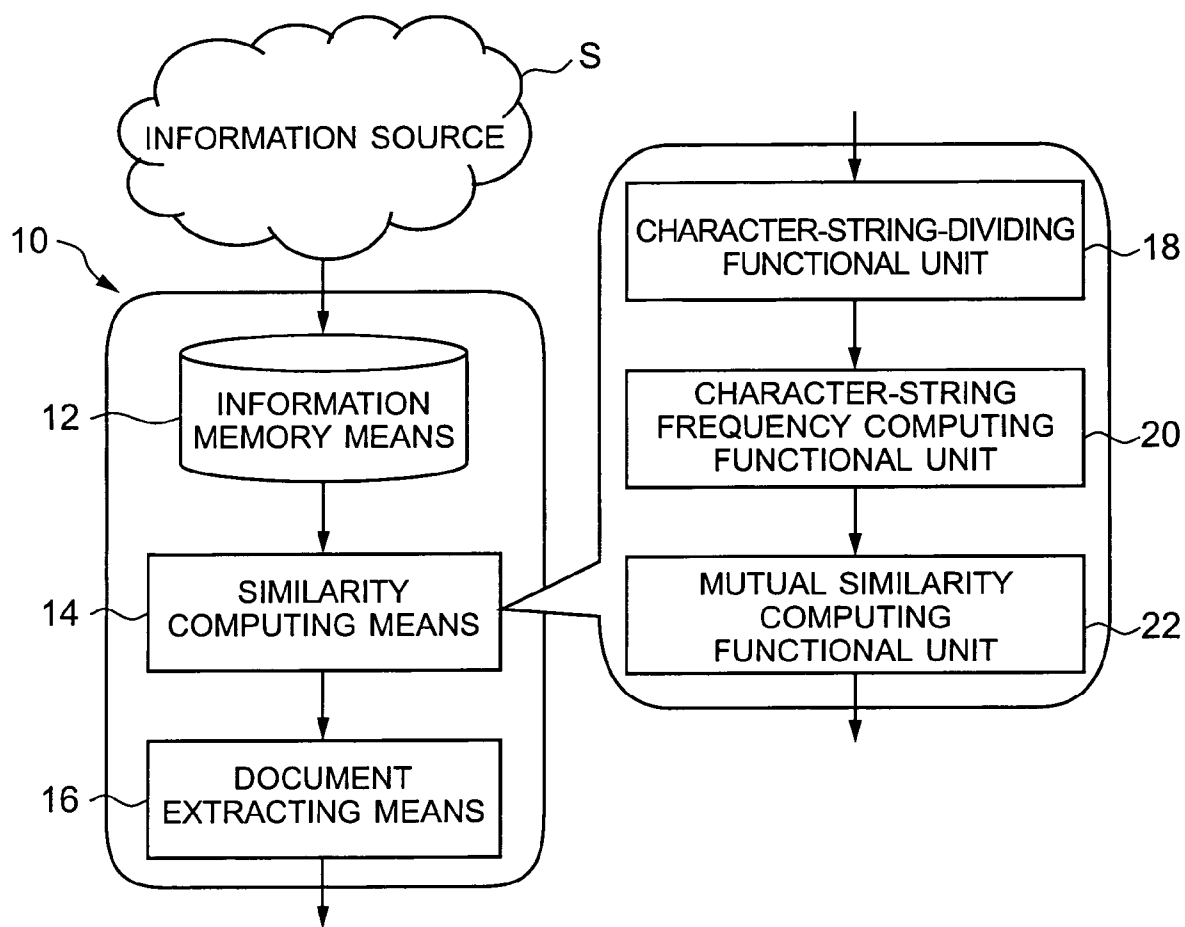 S
INFORMATION SOURCE
10
12
INFORMATION
MEMORY MEANS
14
SIMILARITY
COMPUTING MEANS
16
DOCUMENT
EXTRACTING MEANS
CHARACTER-STRING-DIVIDING
FUNCTIONAL UNIT
18
CHARACTER-STRING
FREQUENCY COMPUTING
FUNCTIONAL UNIT
20
MUTUAL SIMILARITY
COMPUTING
FUNCTIONAL UNIT
22